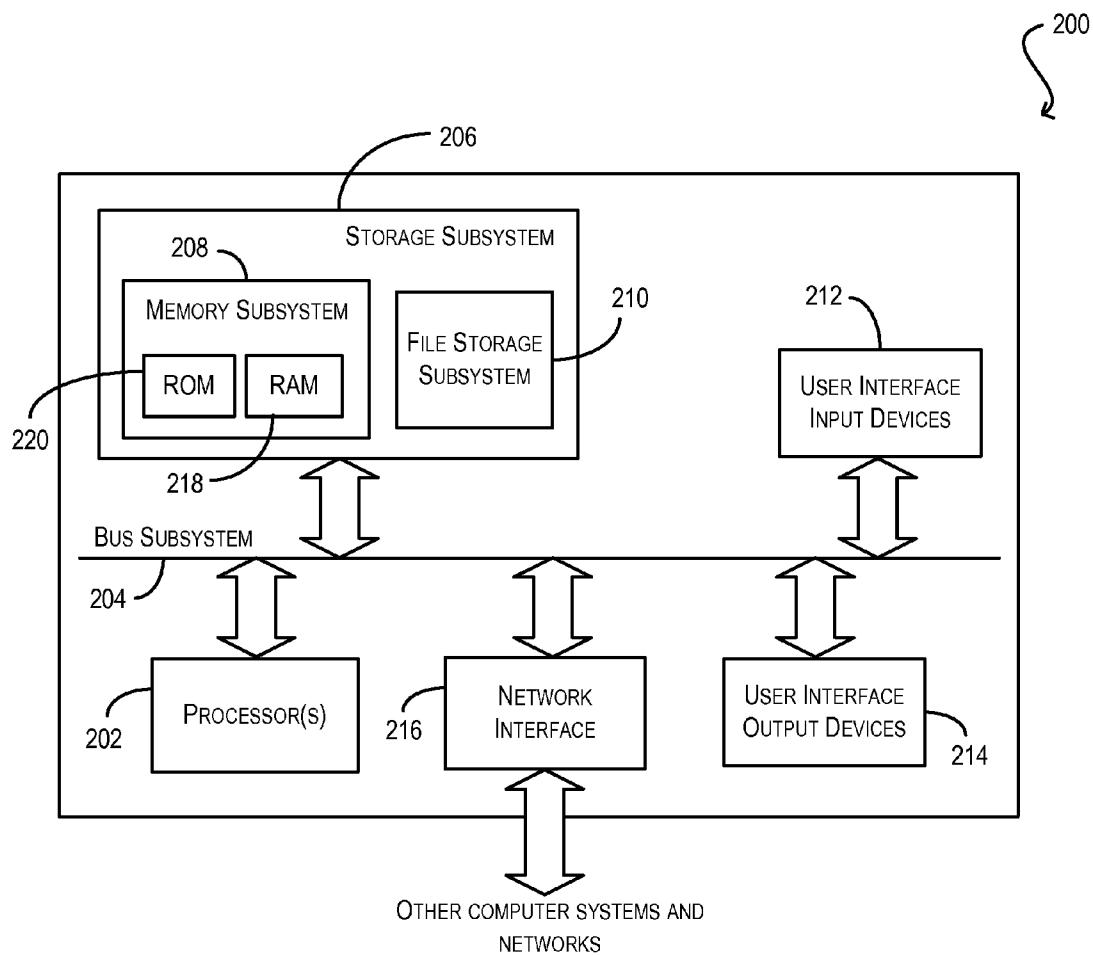 200
206
STORAGE SUBSYSTEM
208
MEMORY SUBSYSTEM
210
FILE STORAGE
SUBSYSTEM
ROM
RAM
220
218
212
USER INTERFACE
INPUT DEVICES
BUS SUBSYSTEM
204
PROCESSOR(S)
202
NETWORK
INTERFACE
216
USER INTERFACE
OUTPUT DEVICES
214
OTHER COMPUTER SYSTEMS AND
NETWORKS